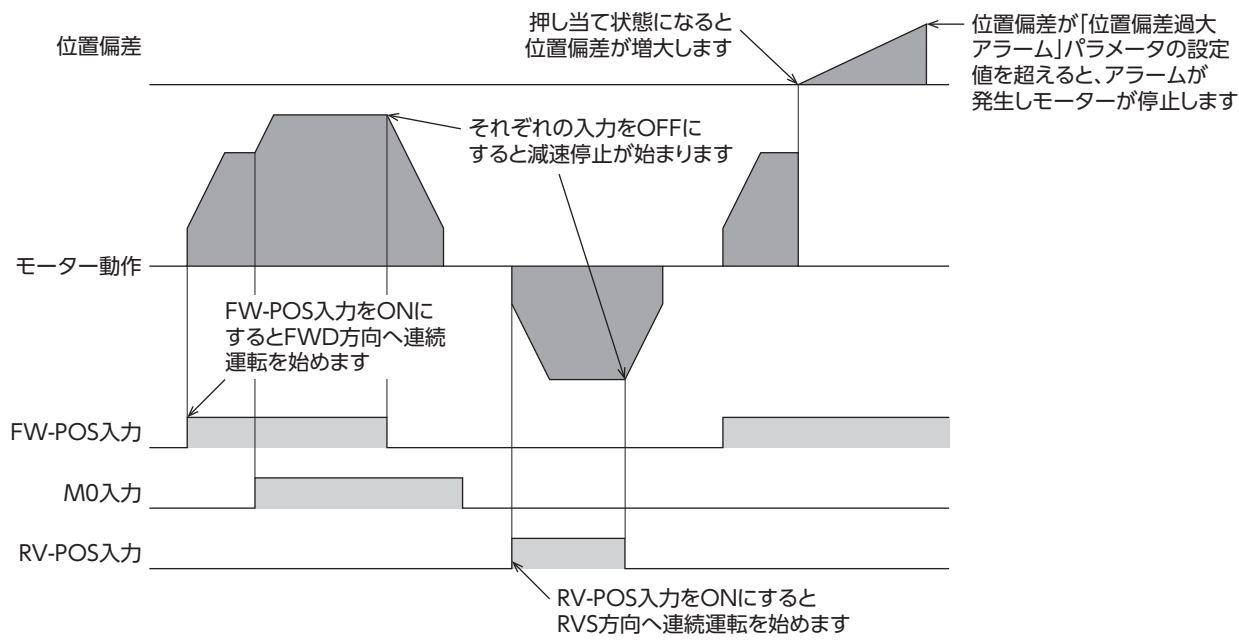 位置偏差
押し当て状態になると
位置偏差が増大します
位置偏差が「位置偏差過大
アラーム」パラメータの設定
値を超えると、アラームが
発生しモーターが停止します
それぞれの入力をOFFに
すると減速停止が始まります
モーター動作
FW-POS入力をONに
するとFWD方向へ連続
運転を始めます
FW-POS入力
M0入力
RV-POS入力
RV-POS入力をONにすると
RVS方向へ連続運転を始めます